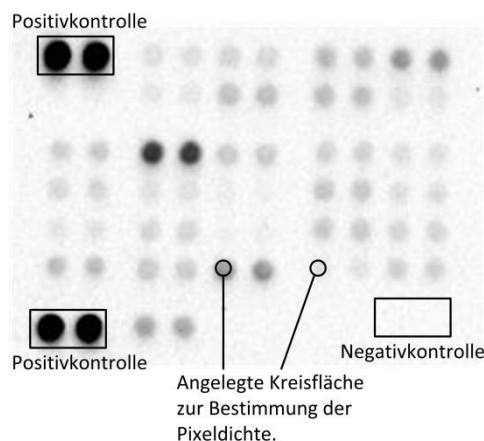 Positivkontrolle
Positivkontrolle
Negativkontrolle
Angelegte Kreisfläche
zur Bestimmung der
Pixeldichte.